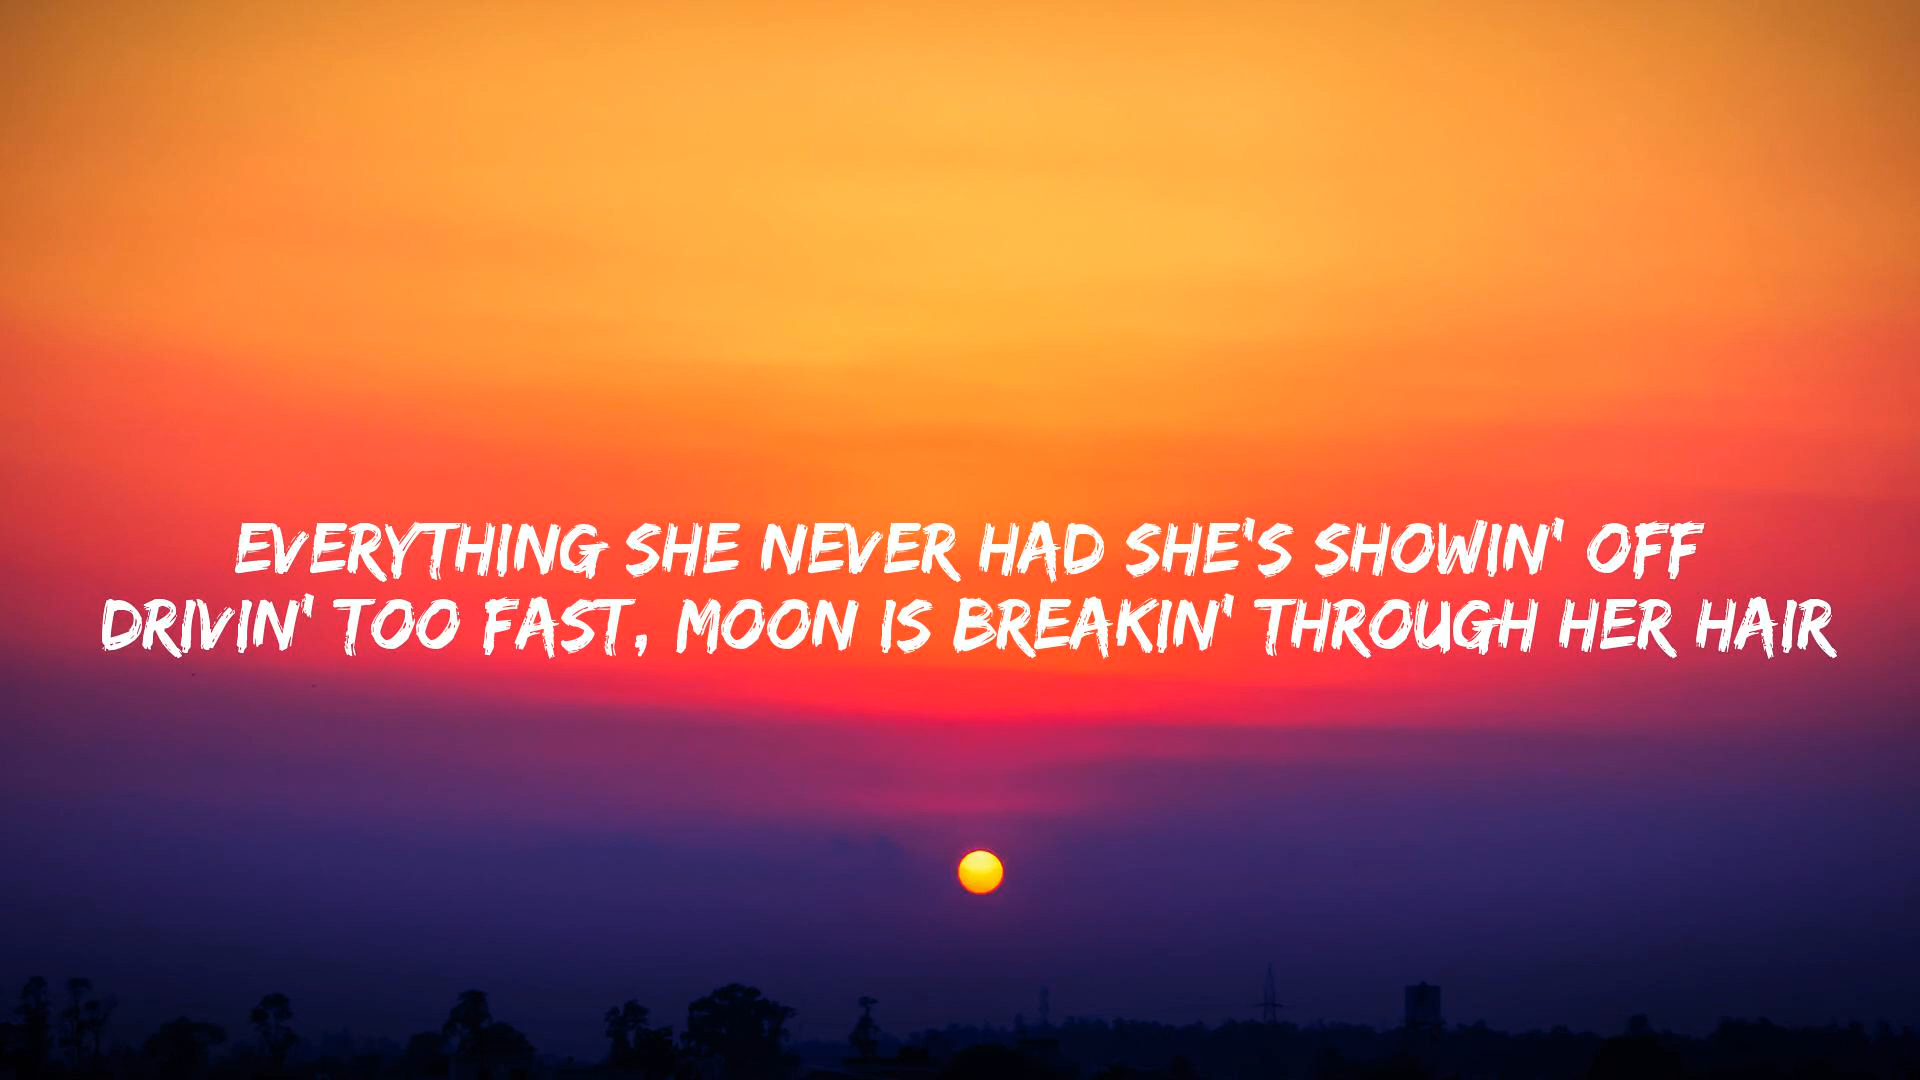 EVERYTHING SHE NEVER HAD SHE'S SHOWIN' OFF
DRIVIN' TOO FAST, MOON IS BREAKIN' THROUGH HER HAIR